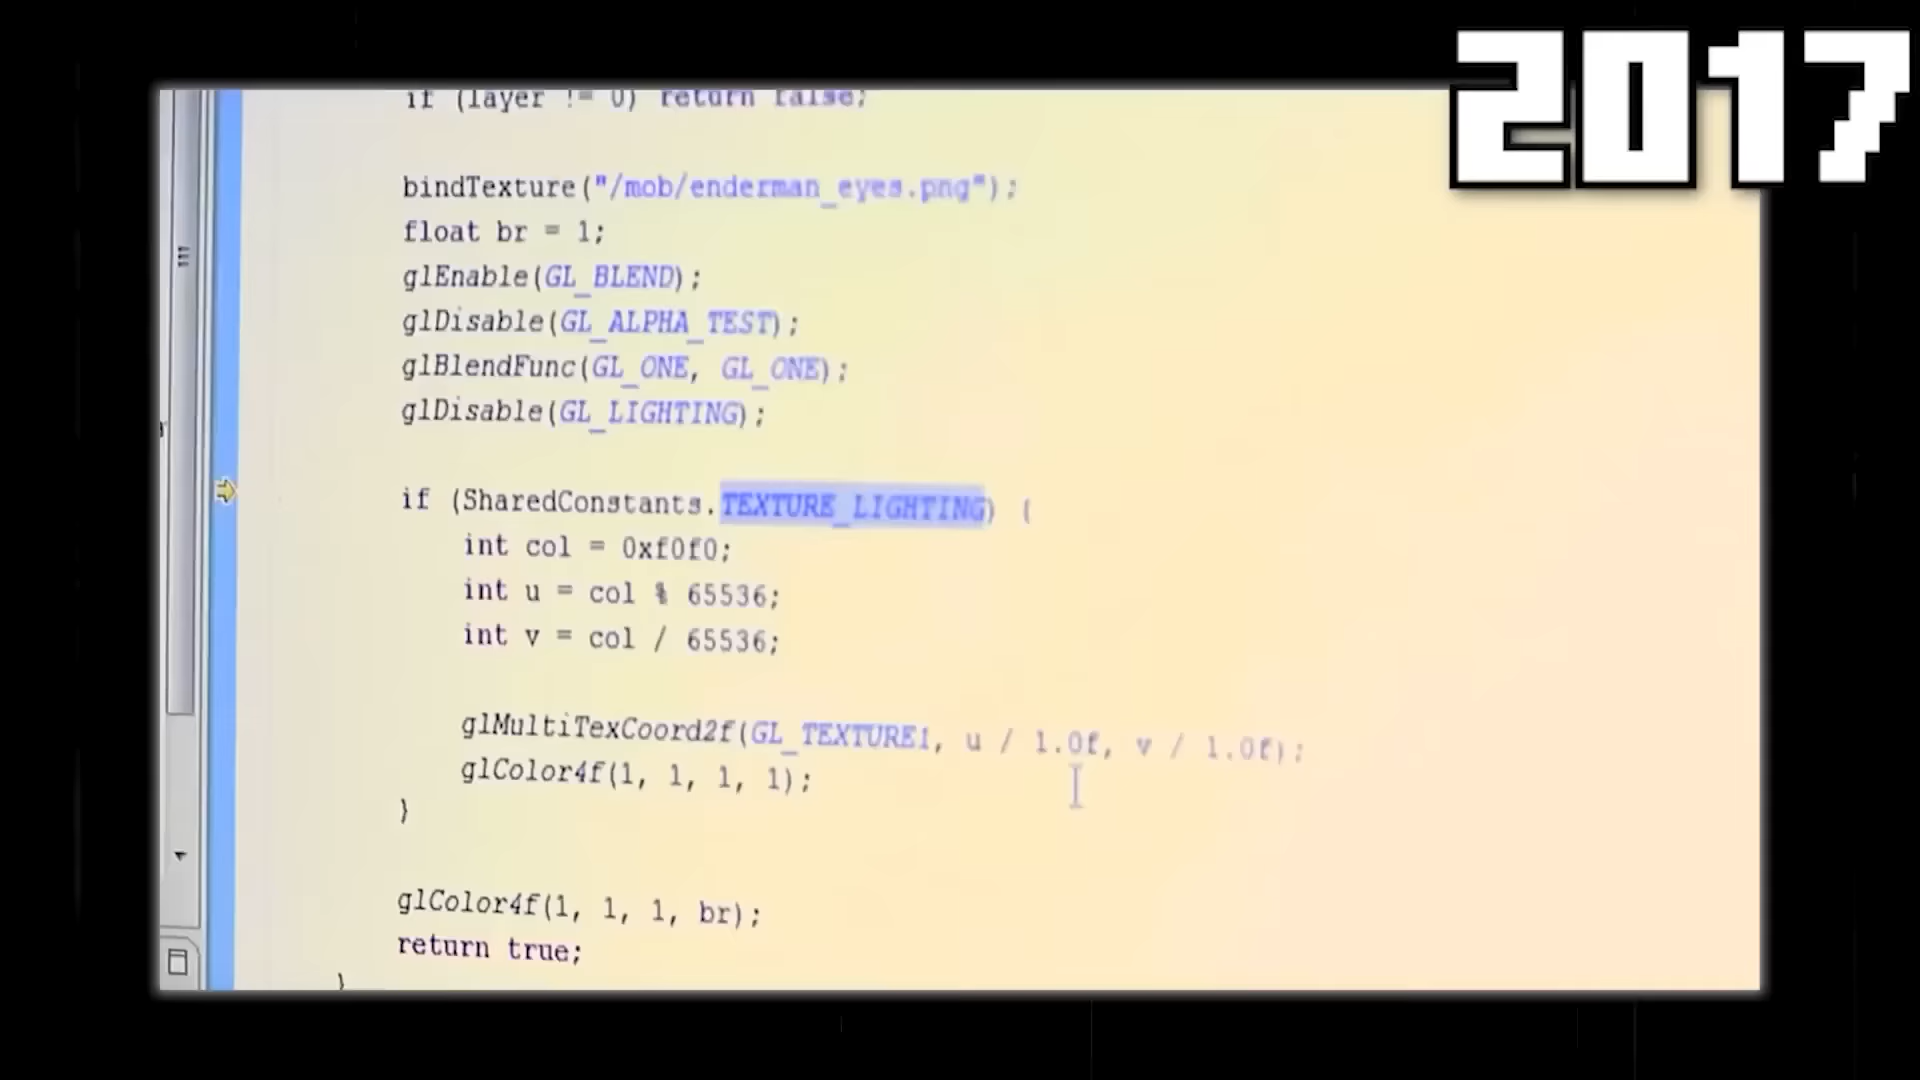 2017
if (layer != 0) return false;
bindTexture("/mob/enderman_eyes.png");
float br = 1;
glEnable(GL_BLEND);
glDisable(GL_ALPHA_TEST);
glBlendFunc(GL_ONE, GL_ONE);
glDisable(GL_LIGHTING);
if (SharedConstants.TEXTURE_LIGHTING) {
int col = 0xf0f0;
int u = col % 65536;
int v = col / 65536;
glMultiTexCoord2f(GL_TEXTURE1, u / 1.0f, v / 1.0f);
glColor4f(1, 1, 1, 1);
}
glColor4f(1, 1, 1, br);
return true;
}